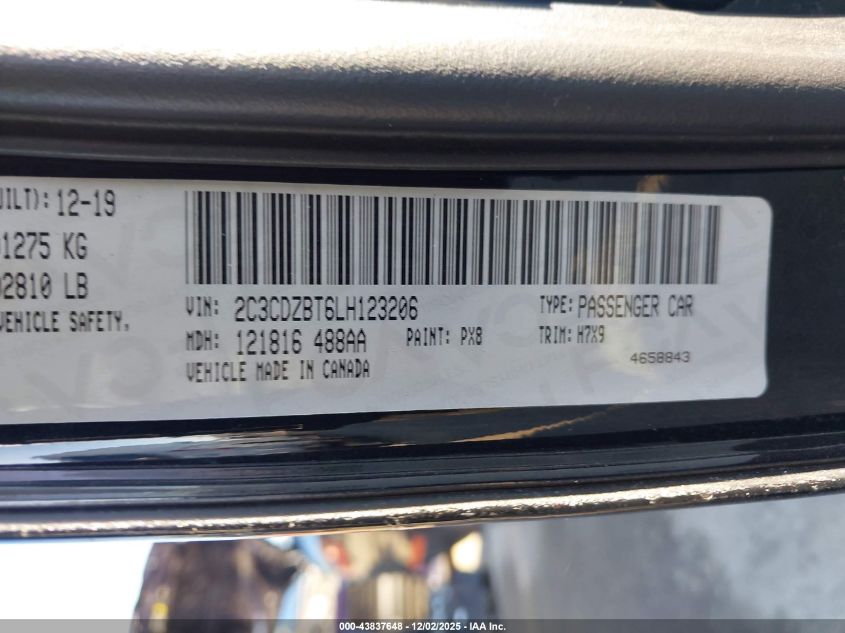 UILT): 12-19
1275 KG
2810 LB
VEHICLE SAFETY,
VIN: 2C3CDZBT6LH123206 TYPE: PASSENGER CAR
MDH: 121816 488AA PAINT: PX8 TRIM: H7X9
VEHICLE MADE IN CANADA 4658843
000-43837648 | 12/02/2025 | IAA Inc.